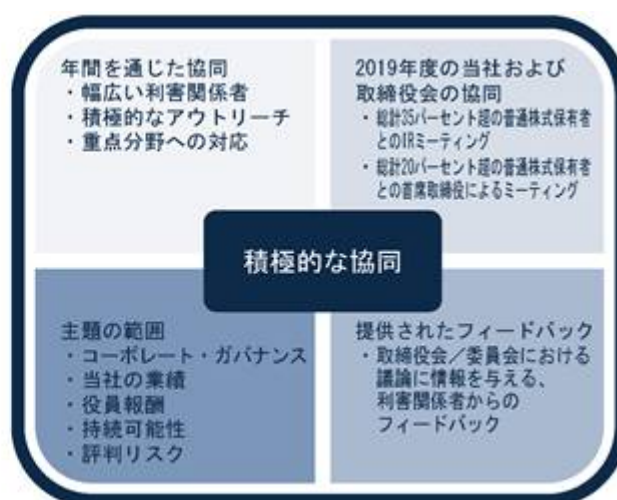 年間を通じた協同
・幅広い利害関係者
・積極的なアウトリーチ
・重点分野への対応
2019年度の当社および
取締役会の協同
・総計35パーセント超の普通株式保有者
とのIRミーティング
・総計20パーセント超の普通株式保有者
との首席取締役によるミーティング
積極的な協同
主題の範囲
・コーポレート・ガバナンス
・当社の業績
・役員報酬
・持続可能性
・評判リスク
提供されたフィードバック
・取締役会／委員会における
議論に情報を与える、
利害関係者からの
フィードバック